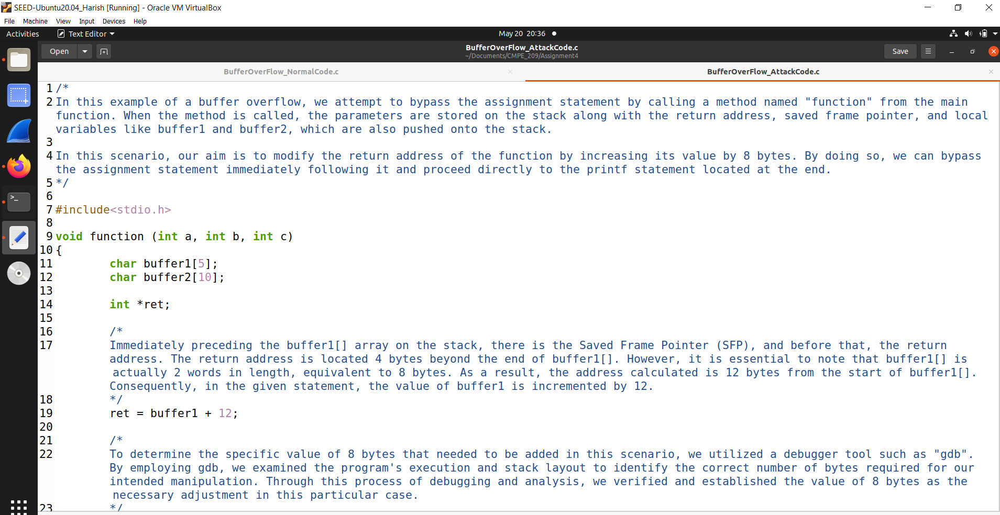 SEED-Ubuntu20.04_Harish [Running] - Oracle VM VirtualBox
File Machine View Input Devices Help
Activities Text Editor May 20 20:36
Open BufferOverFlow_AttackCode.c Save
~/Documents/CMPE_209/Assignment4
BufferOverFlow_NormalCode.c × BufferOverFlow_AttackCode.c ×
1 /*
2 In this example of a buffer overflow, we attempt to bypass the assignment statement by calling a method named "function" from the main
function. When the method is called, the parameters are stored on the stack along with the return address, saved frame pointer, and local
variables like buffer1 and buffer2, which are also pushed onto the stack.
3
4 In this scenario, our aim is to modify the return address of the function by increasing its value by 8 bytes. By doing so, we can bypass
the assignment statement immediately following it and proceed directly to the printf statement located at the end.
5 */
6
7 #include<stdio.h>
8
9 void function (int a, int b, int c)
10 {
11 char buffer1[5];
12 char buffer2[10];
13
14 int *ret;
15
16 /*
17 Immediately preceding the buffer1[] array on the stack, there is the Saved Frame Pointer (SFP), and before that, the return
address. The return address is located 4 bytes beyond the end of buffer1[]. However, it is essential to note that buffer1[] is
actually 2 words in length, equivalent to 8 bytes. As a result, the address calculated is 12 bytes from the start of buffer1[].
Consequently, in the given statement, the value of buffer1 is incremented by 12.
18 */
19 ret = buffer1 + 12;
20
21 /*
22 To determine the specific value of 8 bytes that needed to be added in this scenario, we utilized a debugger tool such as "gdb".
By employing gdb, we examined the program's execution and stack layout to identify the correct number of bytes required for our
intended manipulation. Through this process of debugging and analysis, we verified and established the value of 8 bytes as the
necessary adjustment in this particular case.
23 */